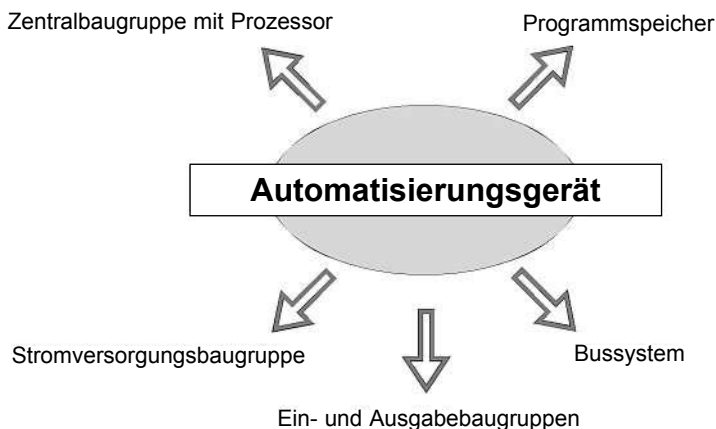 Zentralbaugruppe mit Prozessor
Programmspeicher
Automatisierungsgerät
Stromversorgungsbaugruppe
Bussystem
Ein- und Ausgabebaugruppen